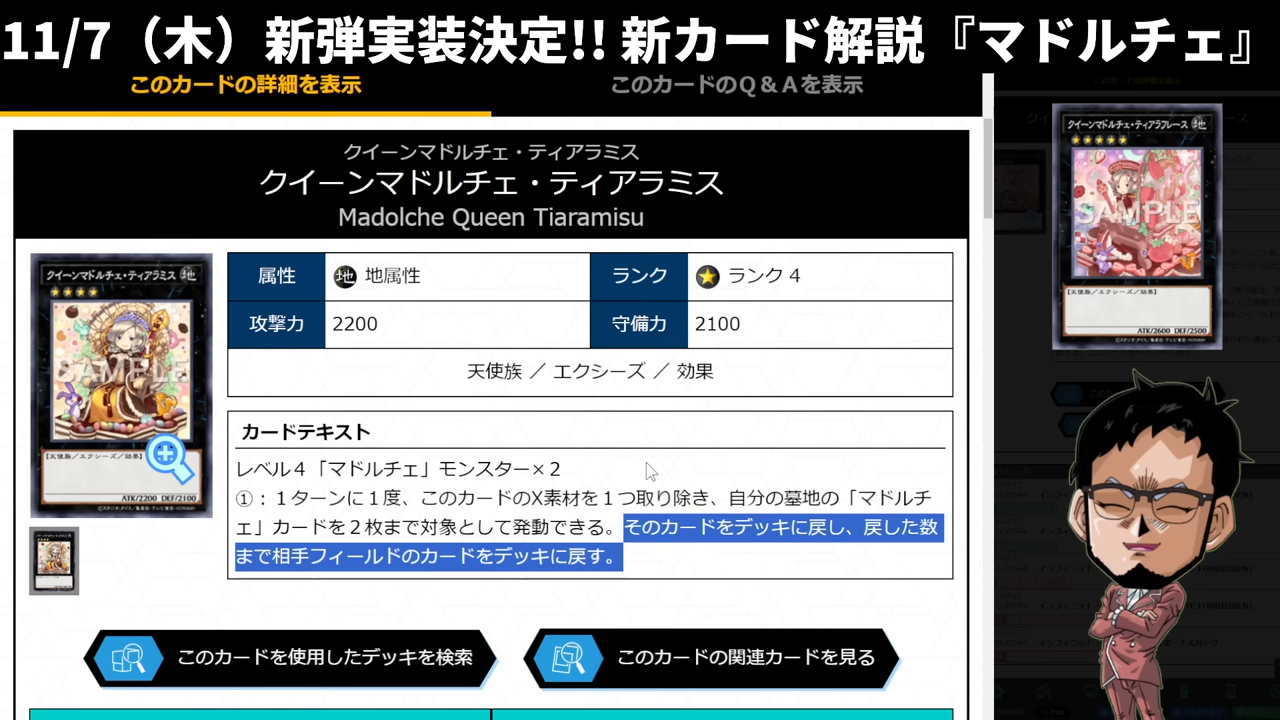 11/7（木）新弾実装決定!! 新カード解説『マドルチェ』
このカードの詳細を表示
このカードのＱ＆Ａを表示
クイーンマドルチェ・ティアラミス
クイーンマドルチェ・ティアラミス
Madolche Queen Tiaramisu
クイーンマドルチェ・ティアラミス 地
SAMPLE
【天使族／エクシーズ／効果】
ATK/2200 DEF/2100
属性
地 地属性
ランク
ランク 4
攻撃力
2200
守備力
2100
天使族 ／ エクシーズ ／ 効果
カードテキスト
レベル４「マドルチェ」モンスター×２
①：１ターンに１度、このカードのX素材を１つ取り除き、自分の墓地の「マドルチ
ェ」カードを２枚まで対象として発動できる。そのカードをデッキに戻し、戻した数
まで相手フィールドのカードをデッキに戻す。
このカードを使用したデッキを検索
このカードの関連カードを見る
クイーンマドルチェ・ティアラフレース 地
SAMPLE
【天使族／エクシーズ／効果】
ATK/2600 DEF/2500